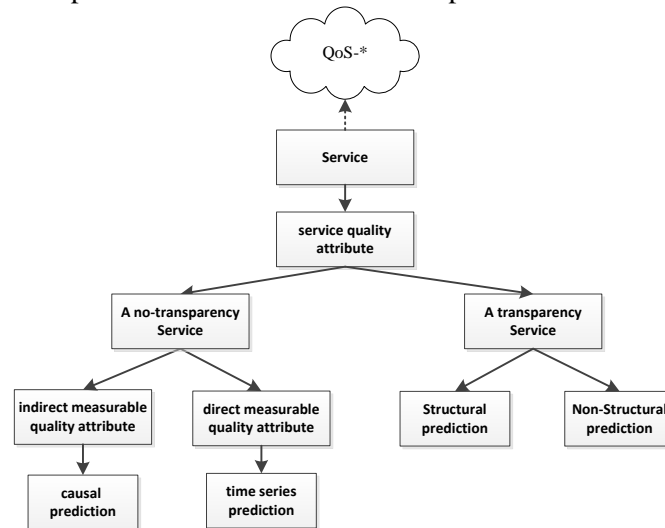 QoS-*
Service
service quality
attribute
A no-transparency
Service
A transparency
Service
indirect measurable
quality attribute
direct measurable
quality attribute
Structural
prediction
Non-Structural
prediction
causal
prediction
time series
prediction